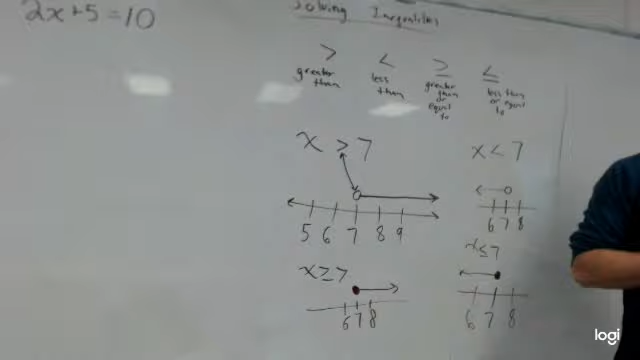 2x+5=10
Solving Inequalities
> < ≥ ≤
greater than
less than
greater than or equal to
less than or equal to
x > 7
x < 7
5 6 7 8 9
6 7 8
x ≥ 7
x ≤ 7
6 7 8
6 7 8
logi